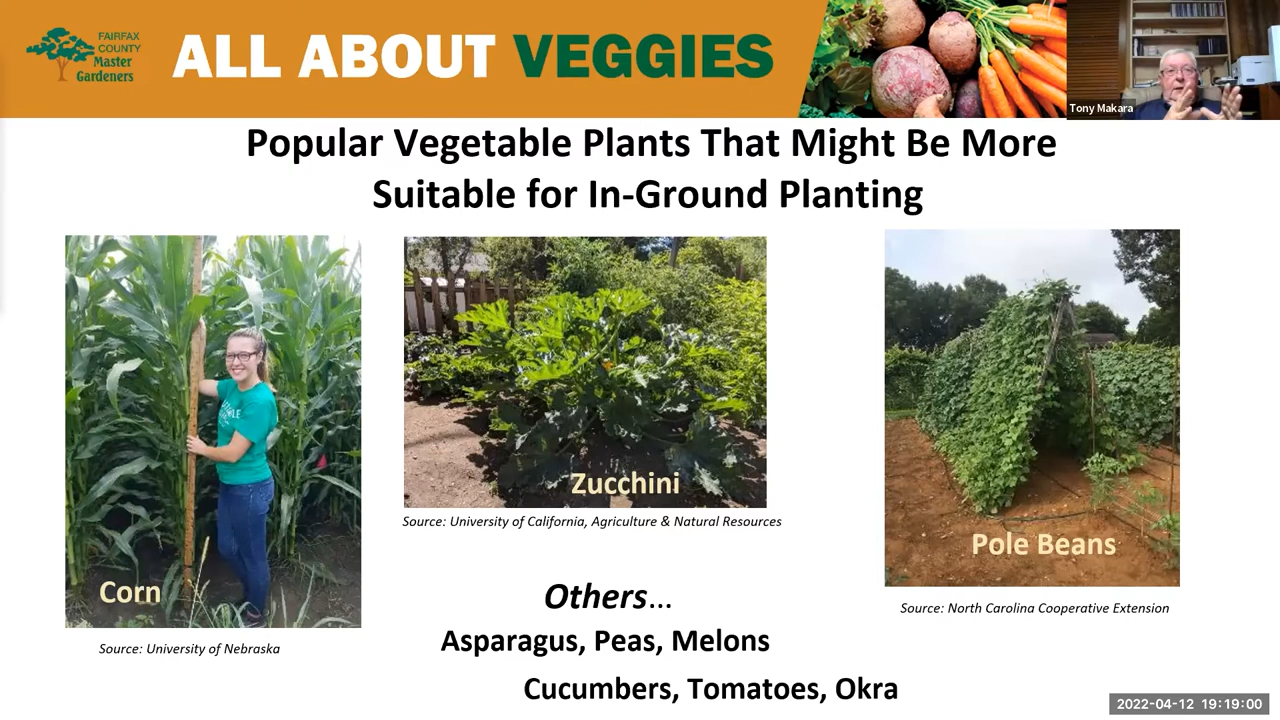 FAIRFAX
COUNTY
Master
Gardeners
ALL ABOUT VEGGIES
Tony Makara
Popular Vegetable Plants That Might Be More
Suitable for In-Ground Planting
Corn
Source: University of Nebraska
Zucchini
Source: University of California, Agriculture & Natural Resources
Pole Beans
Source: North Carolina Cooperative Extension
Others...
Asparagus, Peas, Melons
Cucumbers, Tomatoes, Okra
2022-04-12 19:19:00